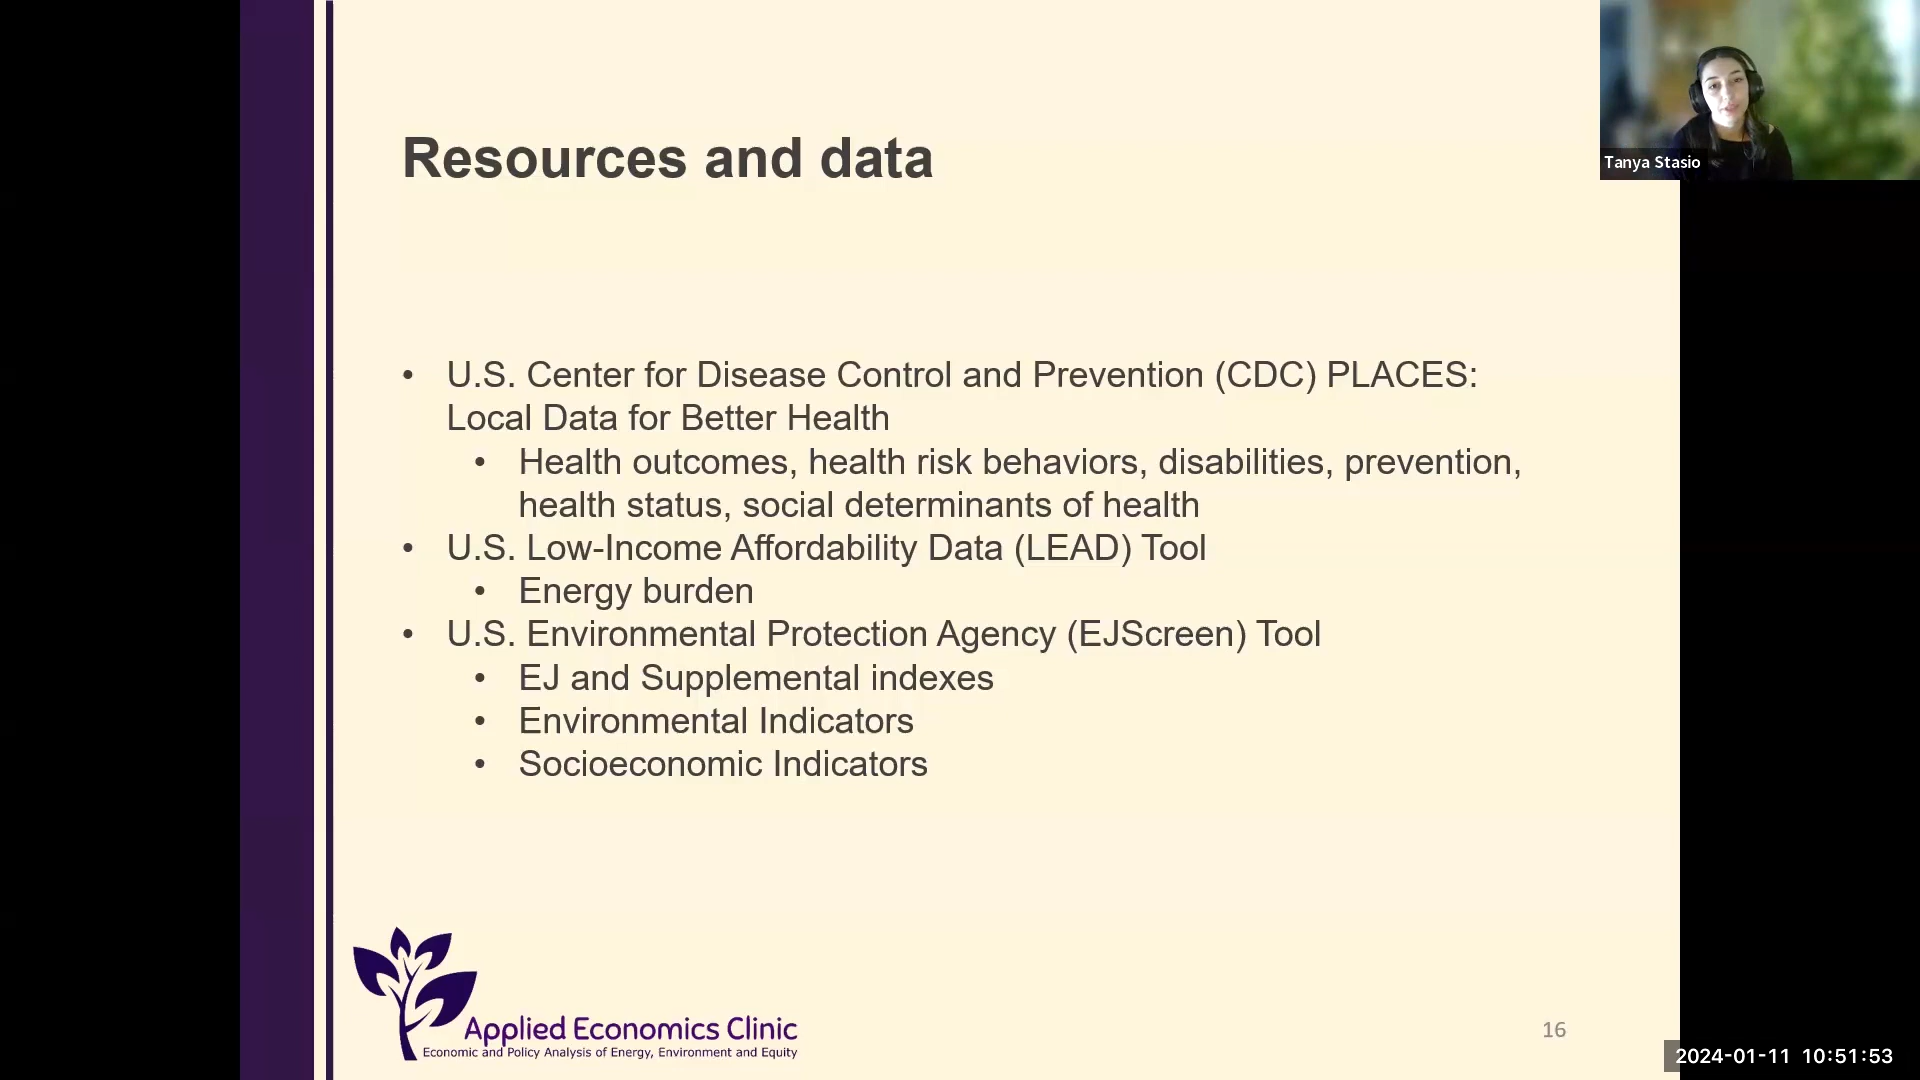 Resources and data
Tanya Stasio
• U.S. Center for Disease Control and Prevention (CDC) PLACES:
Local Data for Better Health
• Health outcomes, health risk behaviors, disabilities, prevention,
health status, social determinants of health
• U.S. Low-Income Affordability Data (LEAD) Tool
• Energy burden
• U.S. Environmental Protection Agency (EJScreen) Tool
• EJ and Supplemental indexes
• Environmental Indicators
• Socioeconomic Indicators
Applied Economics Clinic
Economic and Policy Analysis of Energy, Environment and Equity
16
2024-01-11 10:51:53